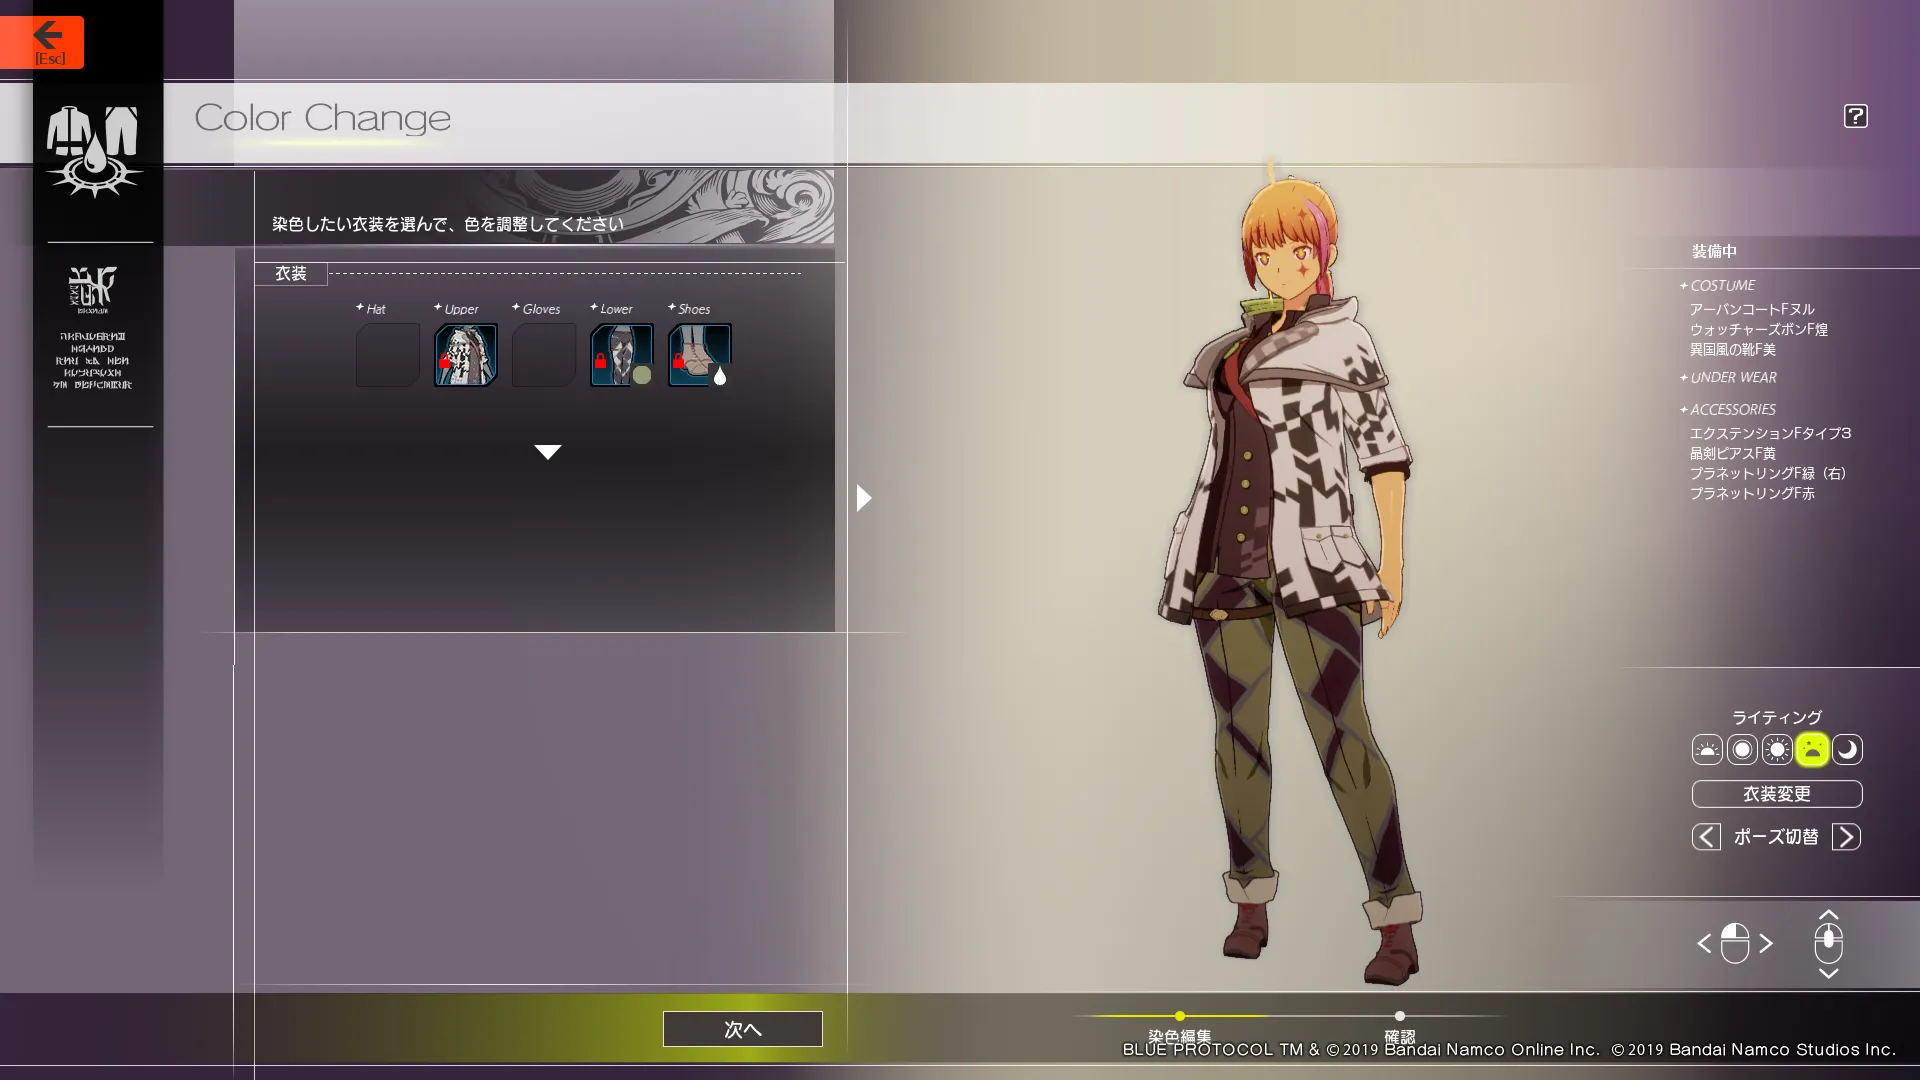 [Esc]
Color Change
?
染色したい衣装を選んで、色を調整してください
衣装
Hat
Upper
Gloves
Lower
Shoes
装備中
COSTUME
アーバンコートFヌル
ウォッチャーズボンF煌
異国風の靴F美
UNDER WEAR
ACCESSORIES
エクステンションFタイプ3
晶剣ピアスF黄
プラネットリングF緑（右）
プラネットリングF赤
ライティング
衣装変更
ポーズ切替
次へ
染色編集
確認
BLUE PROTOCOL TM & ©2019 Bandai Namco Online Inc. ©2019 Bandai Namco Studios Inc.